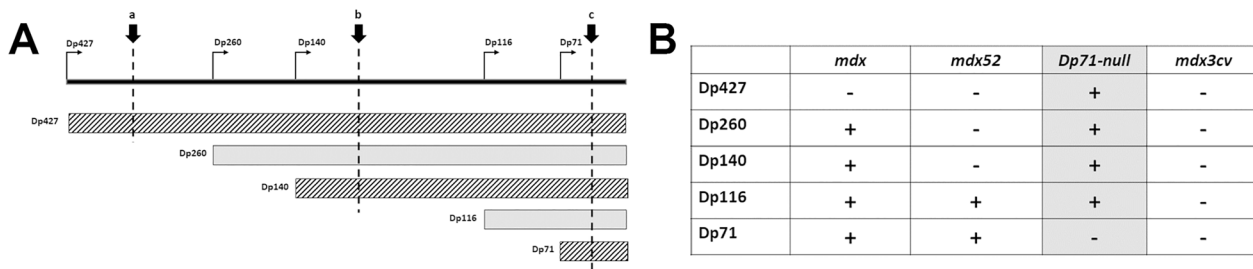 A
a
b
c
Dp427
Dp260
Dp140
Dp116
Dp71
Dp427
Dp260
Dp140
Dp116
Dp71
B
mdx mdx52 Dp71-null mdx3cv
Dp427 - - + -
Dp260 + - + -
Dp140 + - + -
Dp116 + + + -
Dp71 + + - -